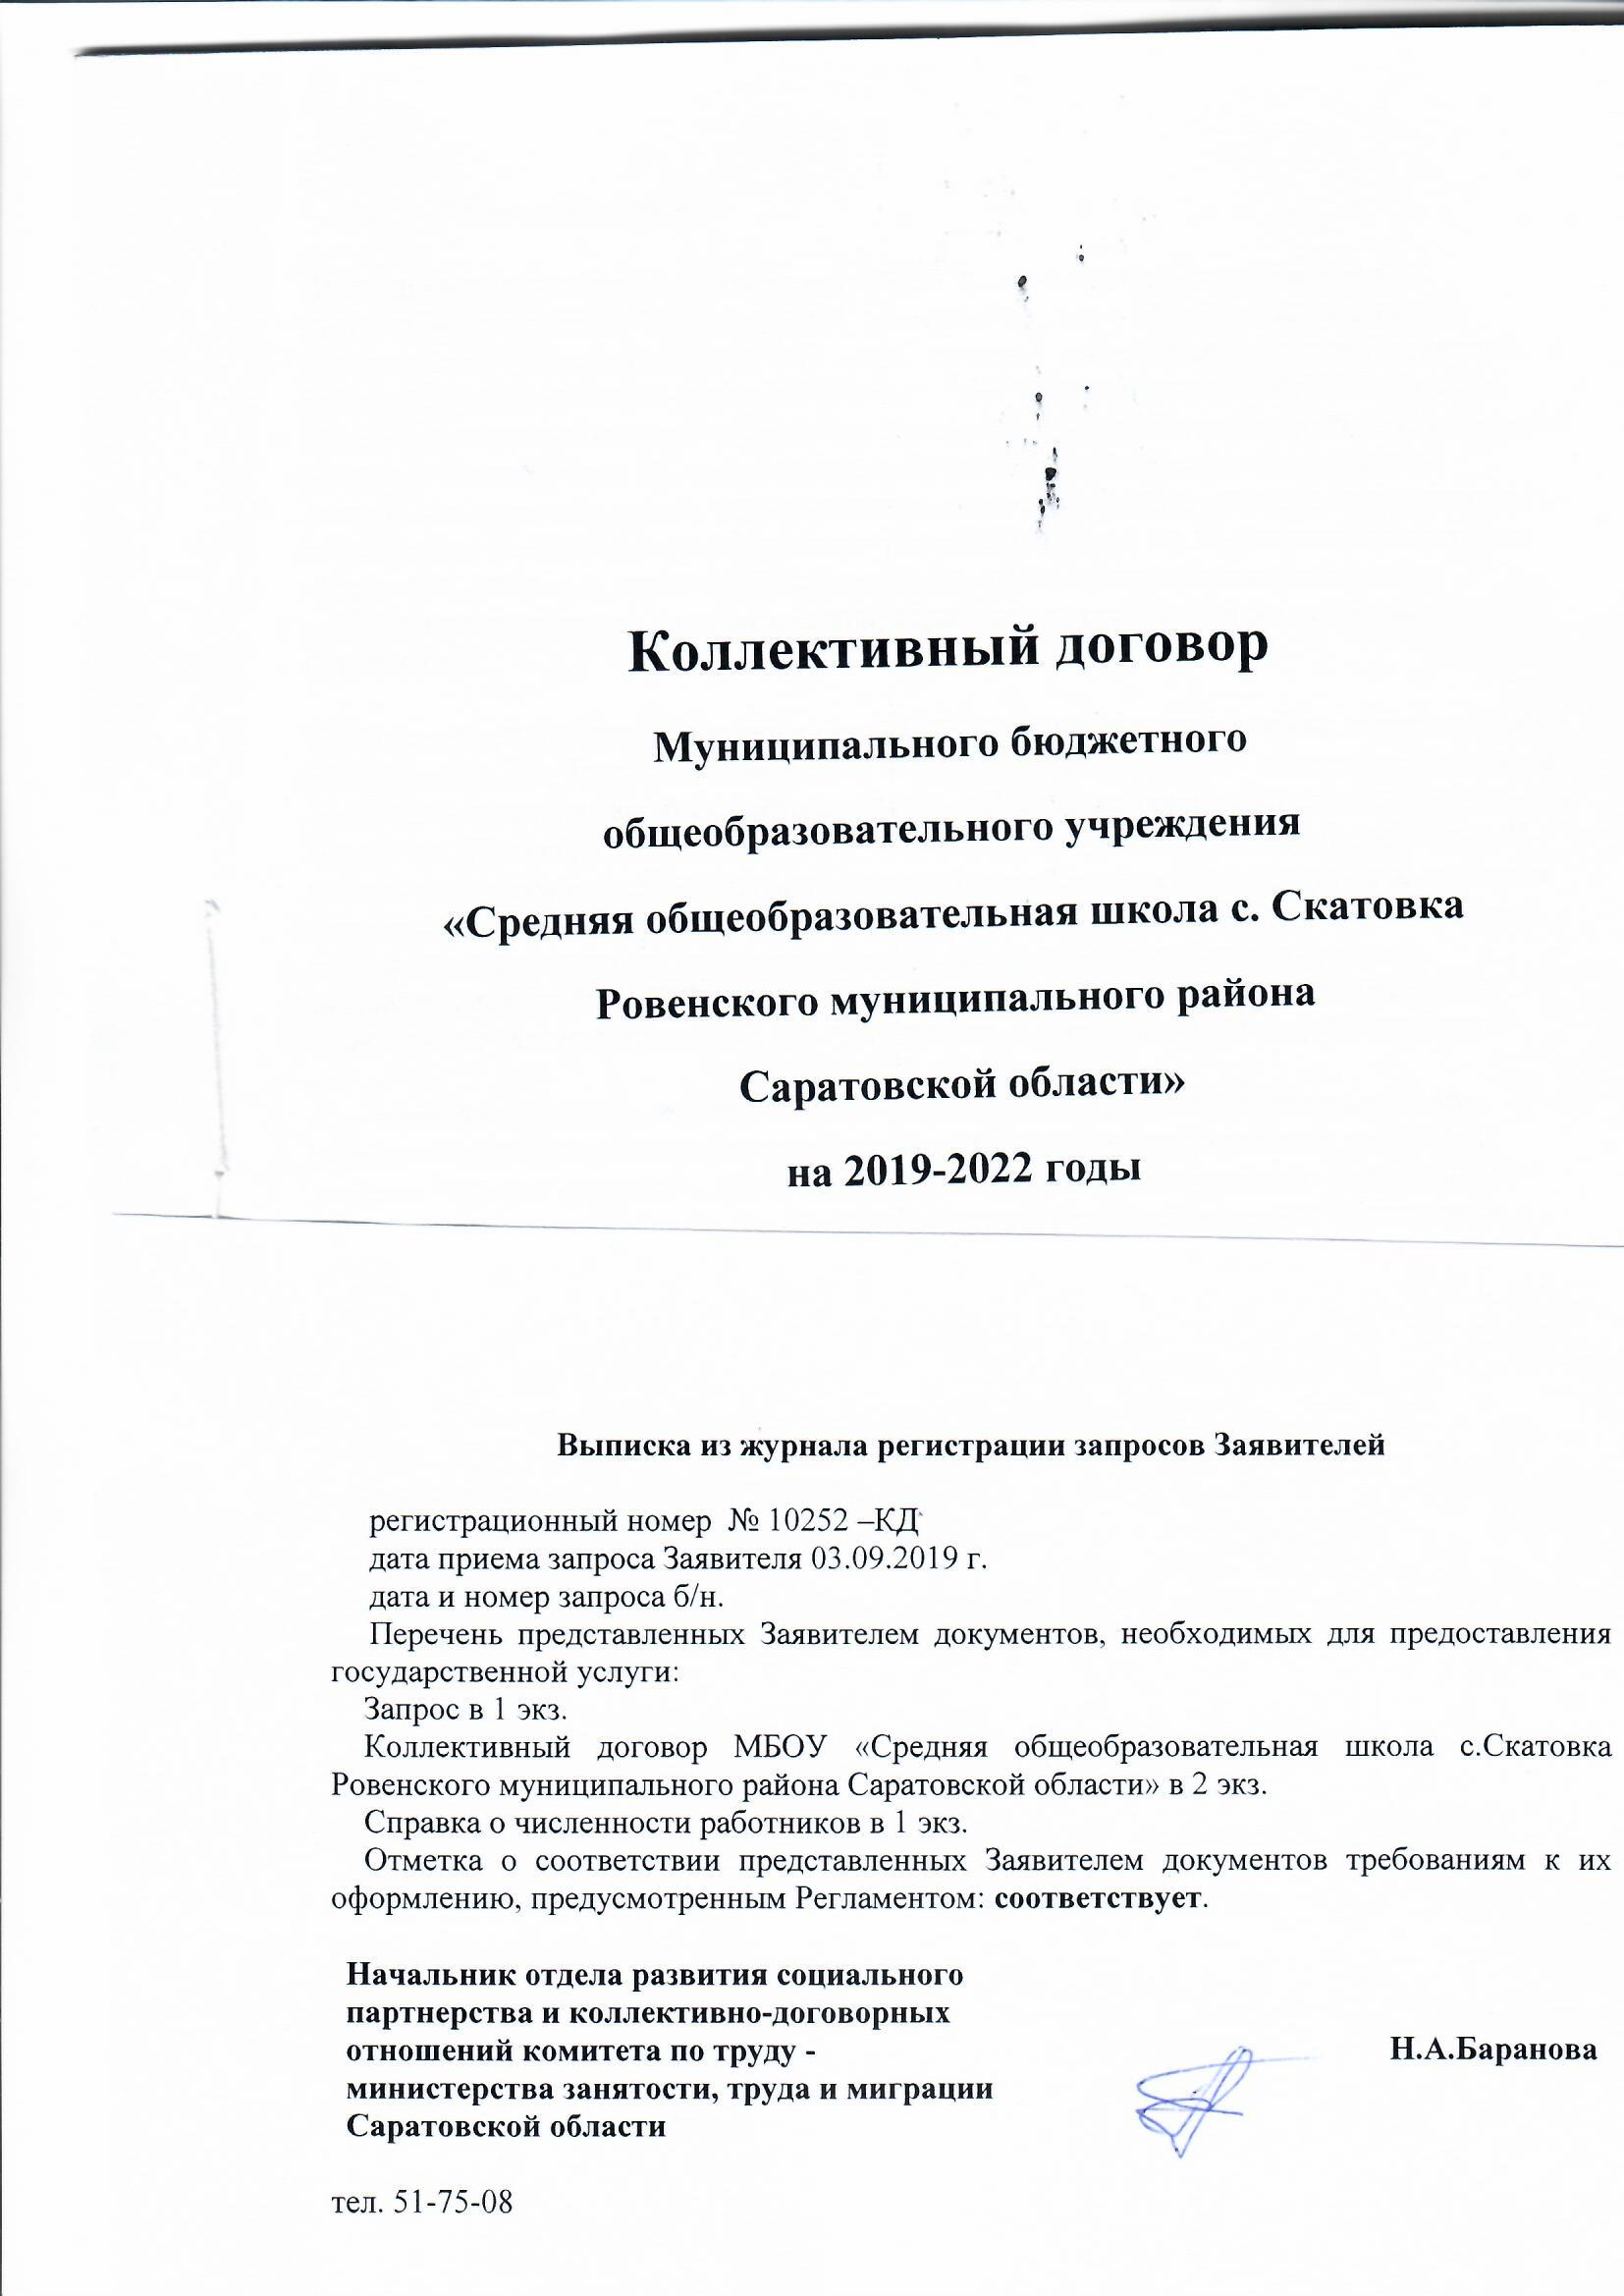 Коллективный договор
Муниципального бюджетного
общеобразовательного учреждения
«Средняя общеобразовательная школа с. Скатовка
Ровенского муниципального района
Саратовской области»
на 2019-2022 годы
Выписка из журнала регистрации запросов Заявителей
регистрационный номер № 10252 –КД
дата приема запроса Заявителя 03.09.2019 г.
дата и номер запроса б/н.
Перечень представленных Заявителем документов, необходимых для предоставления
государственной услуги:
Запрос в 1 экз.
Коллективный договор МБОУ «Средняя общеобразовательная школа с.Скатовка
Ровенского муниципального района Саратовской области» в 2 экз.
Справка о численности работников в 1 экз.
Отметка о соответствии представленных Заявителем документов требованиям к их
оформлению, предусмотренным Регламентом: соответствует.
Начальник отдела развития социального
партнерства и коллективно-договорных
отношений комитета по труду -
министерства занятости, труда и миграции
Саратовской области
Н.А.Баранова
тел. 51-75-08